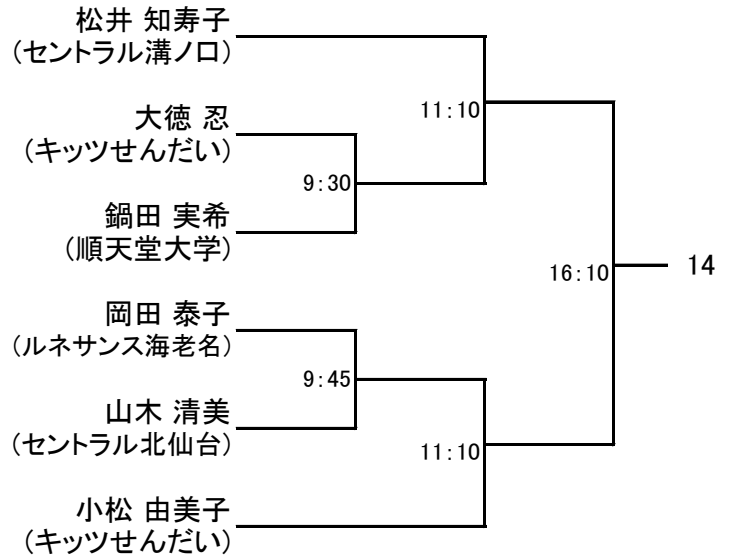 松井 知寿子
(セントラル溝ノ口)
11:10
大徳 忍
(キッツせんだい)
9:30
鍋田 実希
(順天堂大学)
16:10
14
岡田 泰子
(ルネサンス海老名)
9:45
山木 清美
(セントラル北仙台)
11:10
小松 由美子
(キッツせんだい)